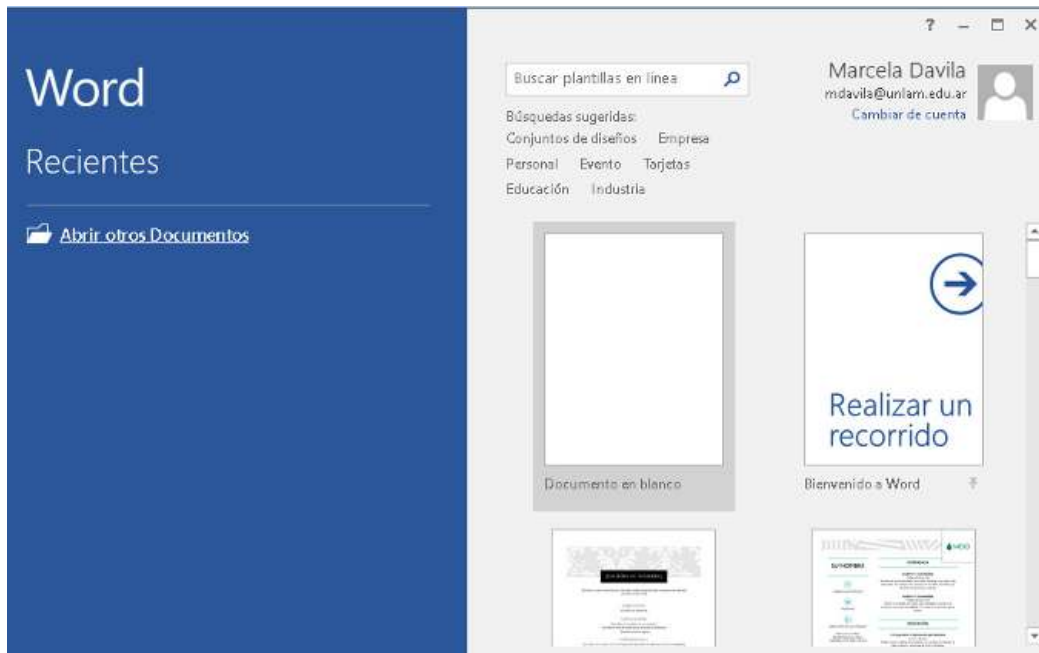 Word
Recientes
Abrir otros Documentos
?
Buscar plantillas en línea
Marcela Davila
mdavila@unlam.edu.ar
Cambiar de cuenta
Búsquedas sugeridas:
Conjuntos de diseños Empresa
Personal Evento Tarjetas
Educación Industria
Realizar un
recorrido
Documento en blanco
Bienvenido a Word